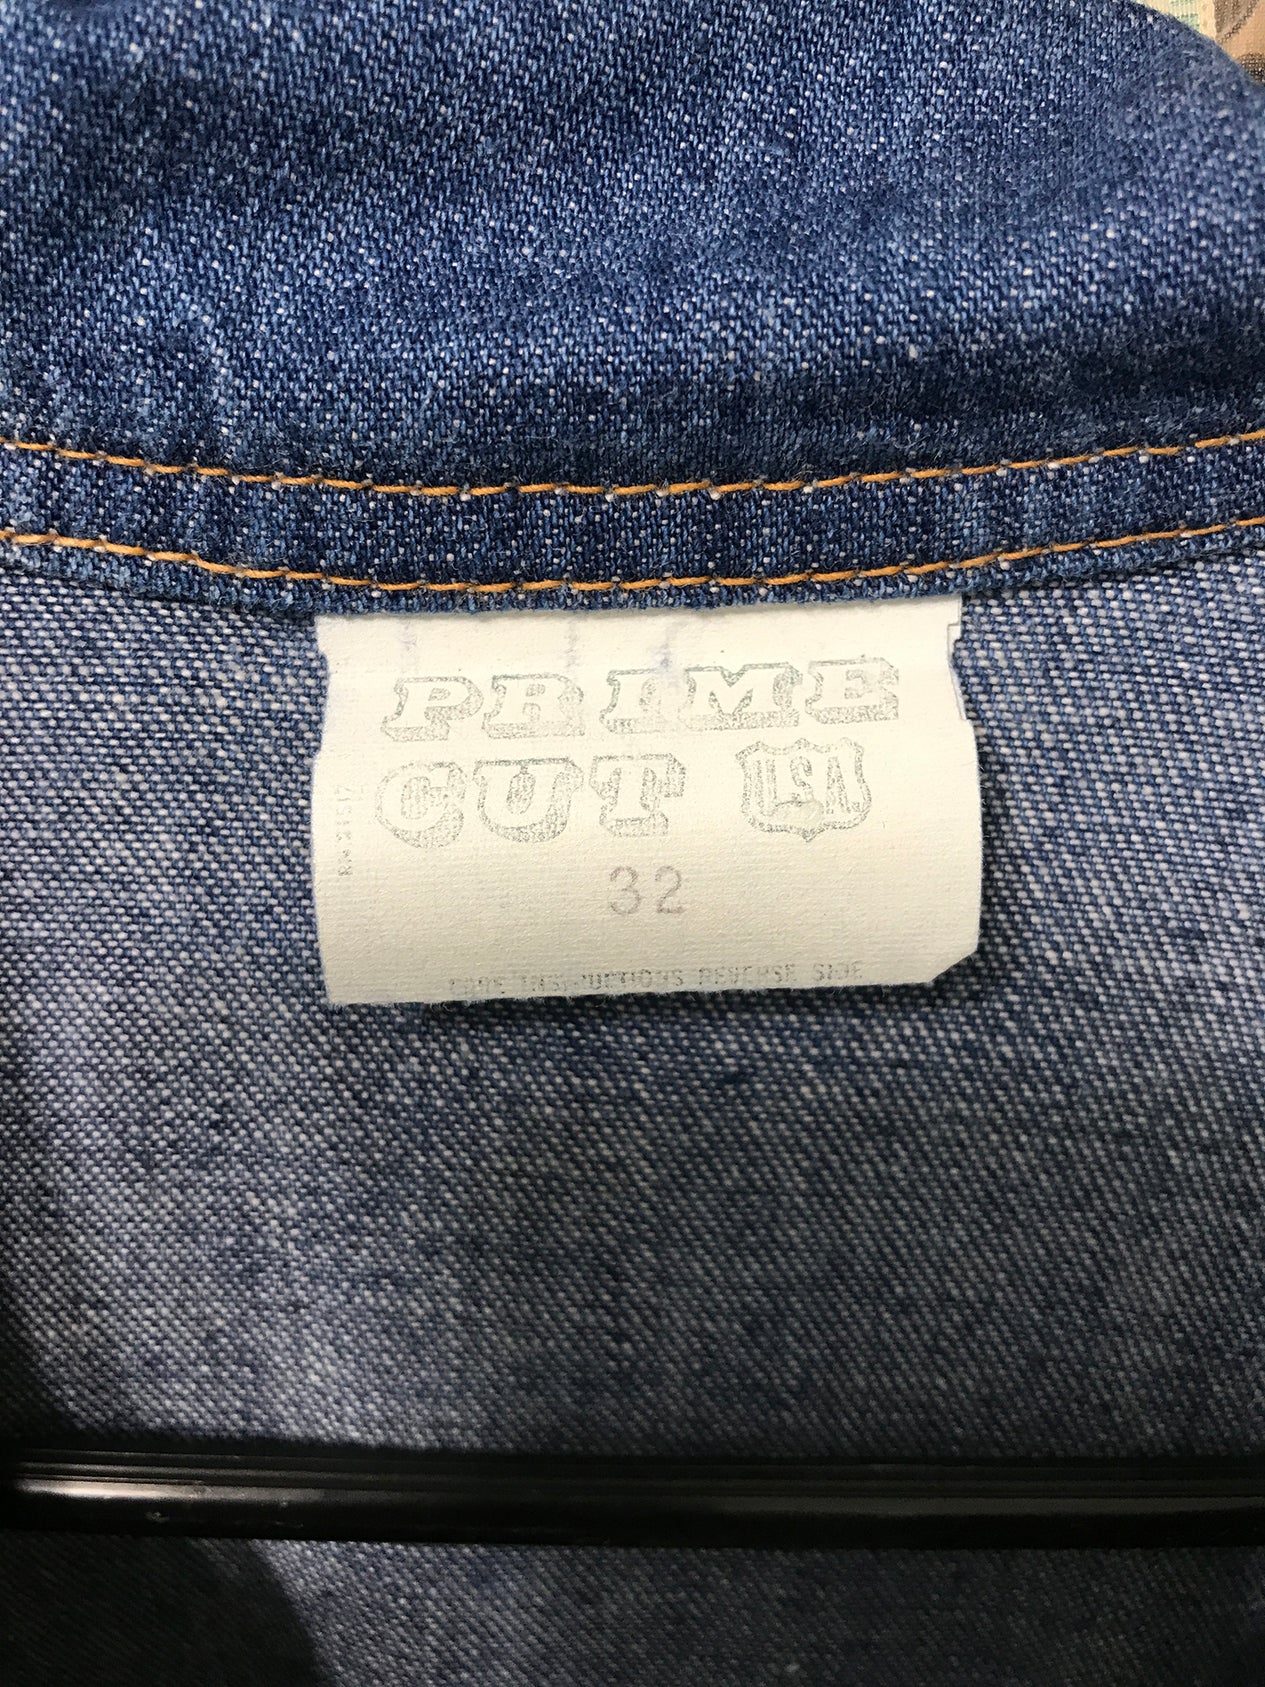 PRIME
CUT USA
32
CARE INSTRUCTIONS REVERSE SIDE